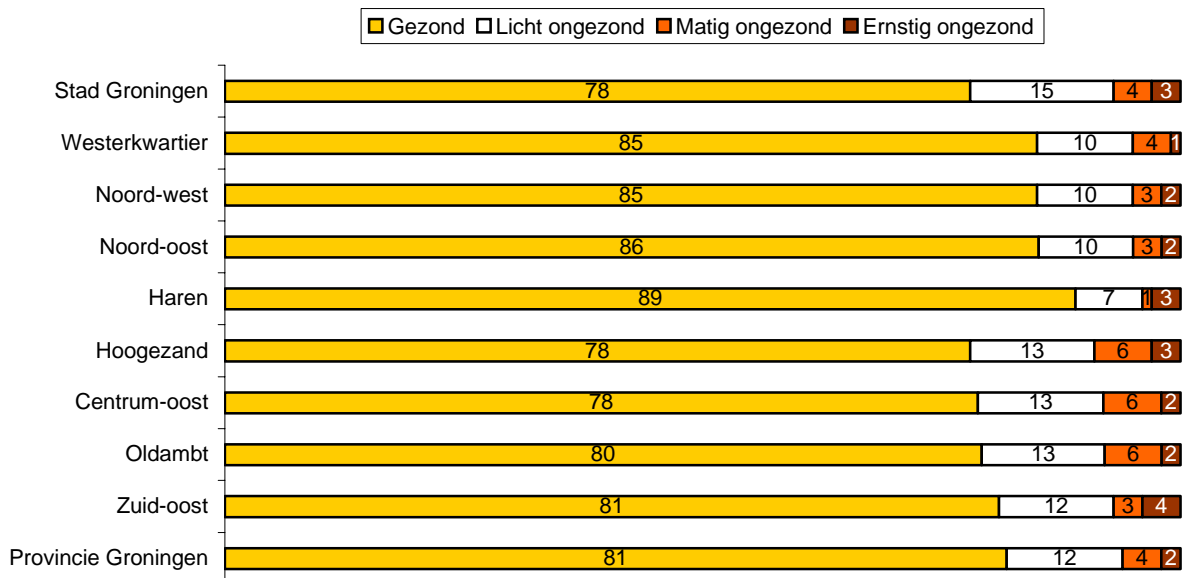 Gezond Licht ongezond Matig ongezond Ernstig ongezond
Stad Groningen 78 15 4 3
Westerkwartier 85 10 4 1
Noord-west 85 10 3 2
Noord-oost 86 10 3 2
Haren 89 7 1 3
Hoogezand 78 13 6 3
Centrum-oost 78 13 6 2
Oldambt 80 13 6 2
Zuid-oost 81 12 3 4
Provincie Groningen 81 12 4 2